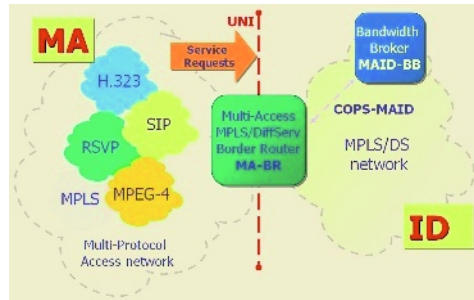 MA
H.323
SIP
RSVP
MPLS
MPEG-4
Multi-Protocol
Access network
Service
Requests
UNI
Multi-Access
MPLS/DiffServ
Border Router
MA-BR
Bandwidth
Broker
MAID-BB
COPS-MAID
MPLS/DS
network
ID